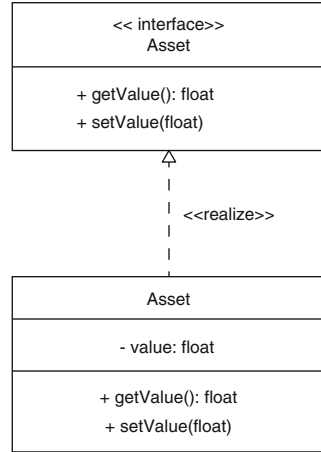 << interface>>
Asset
+ getValue(): float
+ setValue(float)
<<realize>>
Asset
- value: float
+ getValue(): float
+ setValue(float)